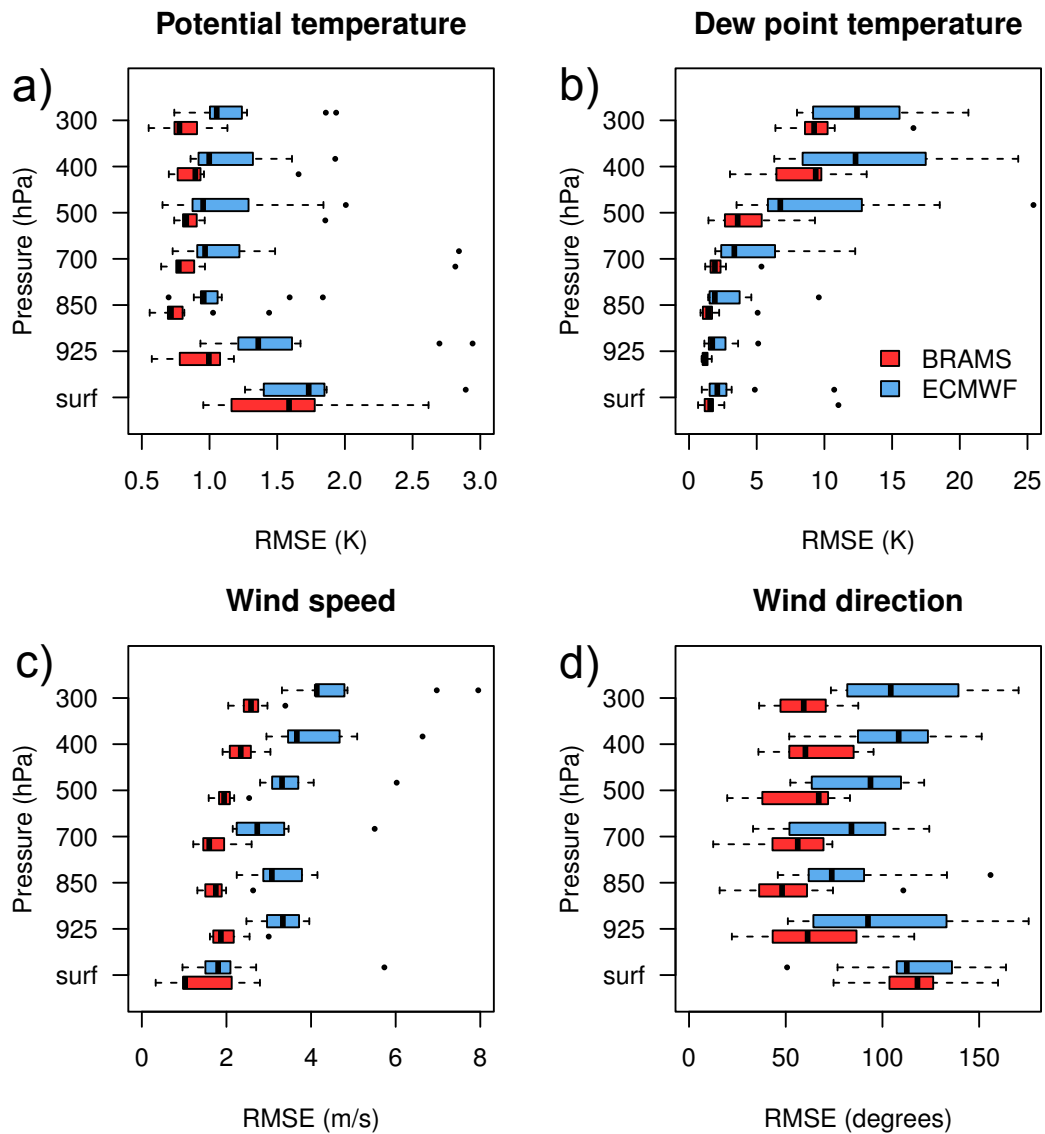 Potential temperature
a)
Pressure (hPa)
300
400
500
700
850
925
surf
0.5 1.0 1.5 2.0 2.5 3.0
RMSE (K)
Dew point temperature
b)
Pressure (hPa)
300
400
500
700
850
925
surf
BRAMS
ECMWF
0 5 10 15 20 25
RMSE (K)
Wind speed
c)
Pressure (hPa)
300
400
500
700
850
925
surf
0 2 4 6 8
RMSE (m/s)
Wind direction
d)
Pressure (hPa)
300
400
500
700
850
925
surf
0 50 100 150
RMSE (degrees)